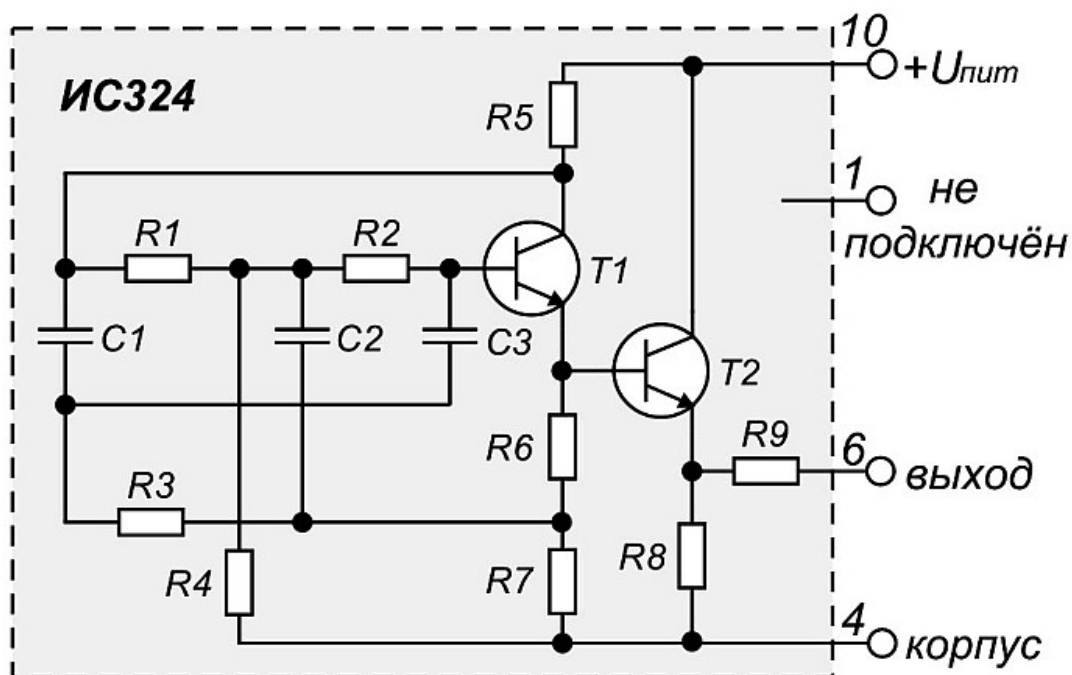 10
+Uпит
ИС324
R5
1
не
подключён
R1
R2
T1
C1
C2
C3
T2
R6
R9
6
выход
R3
R4
R7
R8
4
корпус